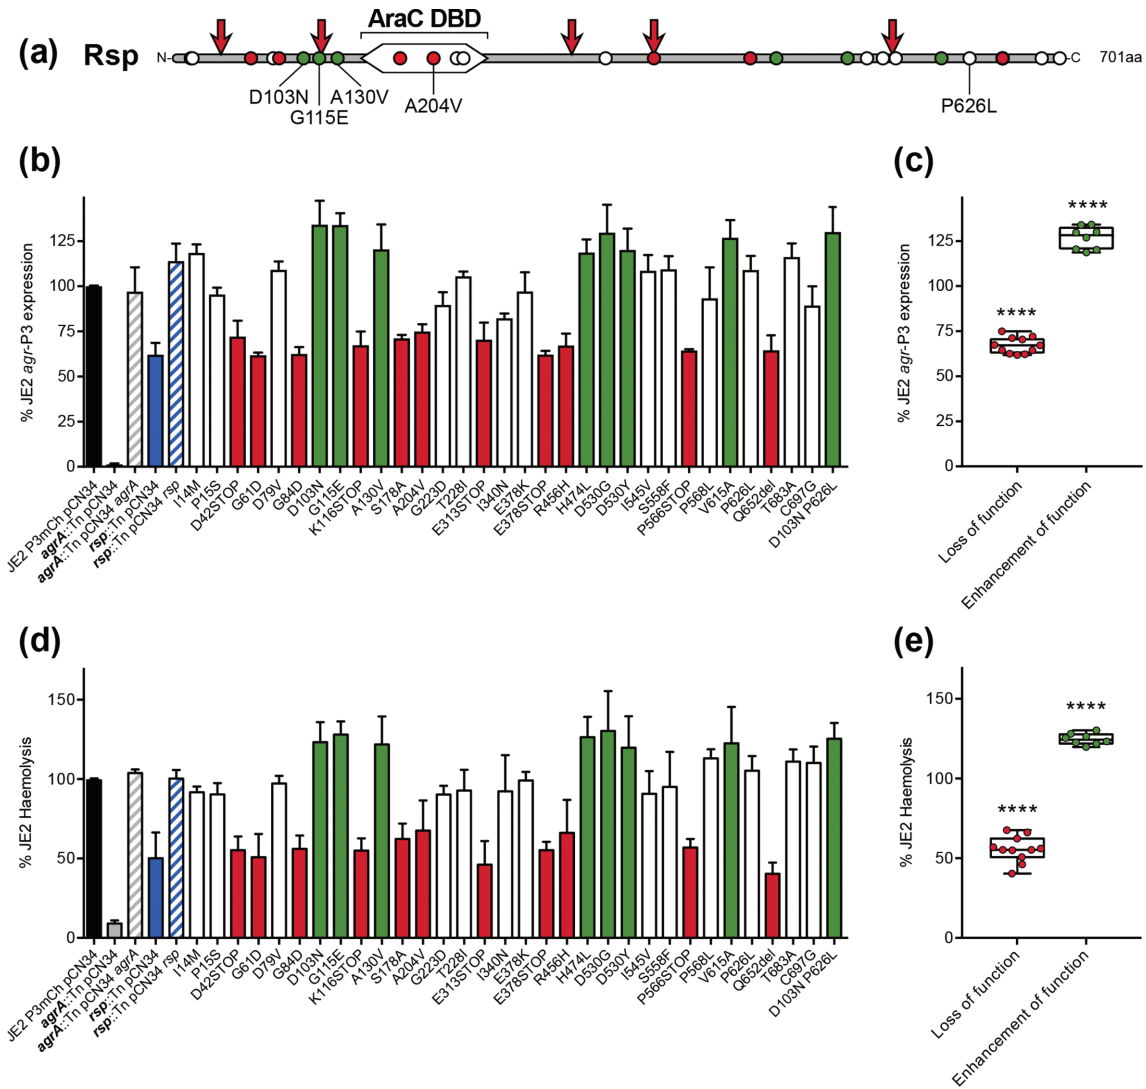 (a) Rsp N- AraC DBD -C 701aa
D103N A130V
G115E A204V P626L
(b)
% JE2 agr-P3 expression
125
100
75
50
25
0
JE2 P3mCh pCN34
agrA::Tn pCN34
agrA::Tn pCN34 agrA
rsp::Tn pCN34
rsp::Tn pCN34 rsp
I14M
P15S
D42STOP
G61D
D79V
G84D
D103N
G115E
K116STOP
A130V
S178A
A204V
G223D
T228I
E313STOP
I340N
E378K
E378STOP
R456H
H474L
D530G
D530Y
I545V
S558F
P566STOP
P568L
V615A
P626L
Q652del
T683A
C697G
D103N P626L
(c)
% JE2 agr-P3 expression
125
100
75
50
25
0
****
****
Loss of function
Enhancement of function
(d)
% JE2 Haemolysis
150
100
50
0
JE2 P3mCh pCN34
agrA::Tn pCN34
agrA::Tn pCN34 agrA
rsp::Tn pCN34
rsp::Tn pCN34 rsp
I14M
P15S
D42STOP
G61D
D79V
G84D
D103N
G115E
K116STOP
A130V
S178A
A204V
G223D
T228I
E313STOP
I340N
E378K
E378STOP
R456H
H474L
D530G
D530Y
I545V
S558F
P566STOP
P568L
V615A
P626L
Q652del
T683A
C697G
D103N P626L
(e)
% JE2 Haemolysis
150
100
50
0
****
****
Loss of function
Enhancement of function